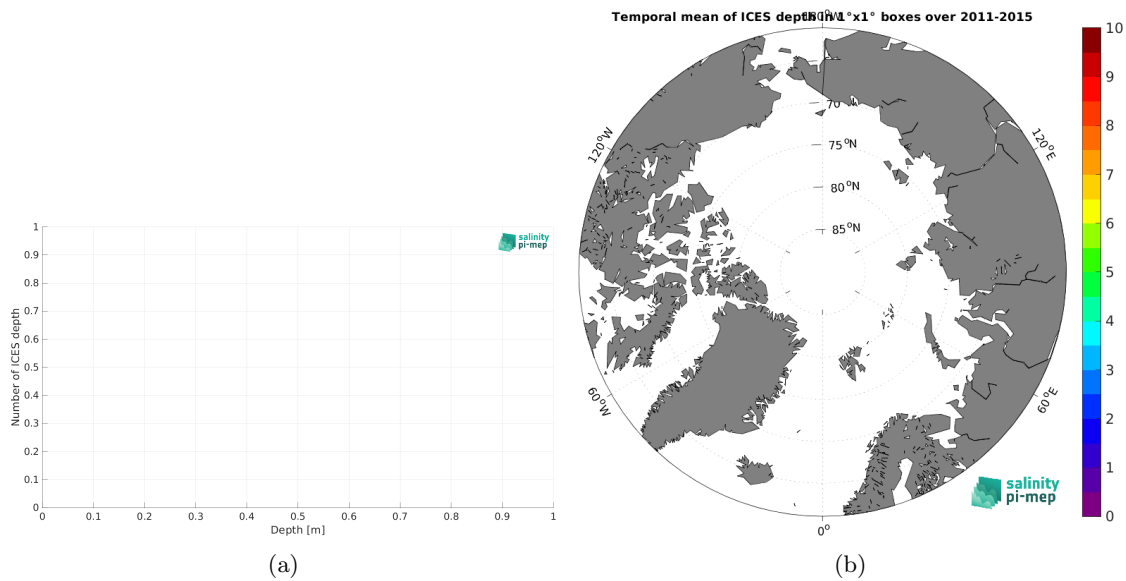 Number of ICES depth
1
0.9
0.8
0.7
0.6
0.5
0.4
0.3
0.2
0.1
0
0 0.1 0.2 0.3 0.4 0.5 0.6 0.7 0.8 0.9 1
Depth [m]
salinity
pi-mep
(a)
Temporal mean of ICES depth in 1°x1° boxes over 2011-2015
180°W
120°W
120°E
70°N
75°N
80°N
85°N
60°W
60°E
0°
salinity
pi-mep
10
9
8
7
6
5
4
3
2
1
0
(b)